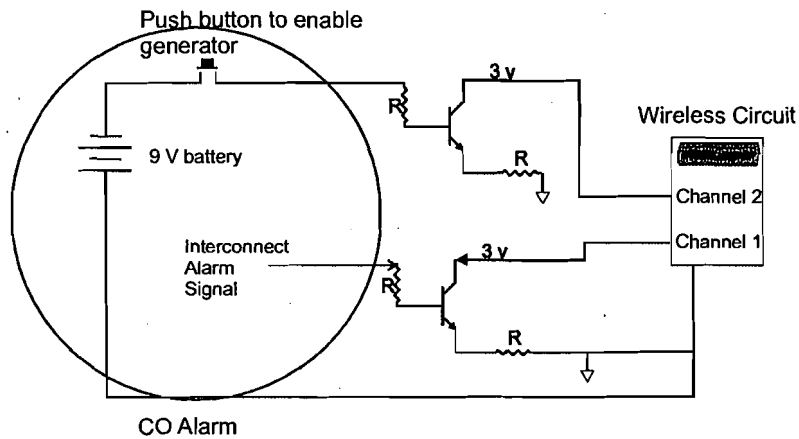 Push button to enable
generator
3 v
R
Wireless Circuit
9 V battery
R
Channel 2
Channel 1
Interconnect
Alarm
Signal
3 v
R
R
CO Alarm